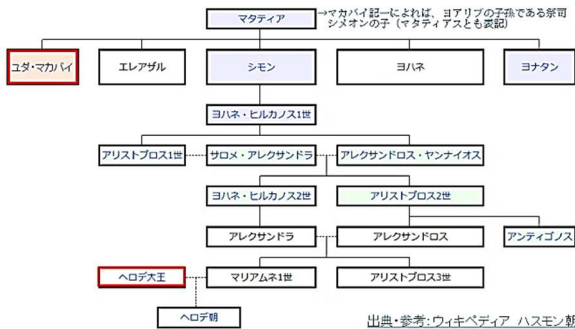 マタティア
→マカバイ記一によれば、ヨアリブの子孫である祭司
シメオンの子（マタティアスとも表記）
ユダ・マカバイ
エレアザル
シモン
ヨハネ
ヨナタン
ヨハネ・ヒルカノス1世
アリストブロス1世
サロメ・アレクサンドラ
アレクサンドロス・ヤンナイオス
ヨハネ・ヒルカノス2世
アリストブロス2世
アレクサンドラ
アレクサンドロス
アンティゴノス
ヘロデ大王
マリアムネ1世
アリストブロス3世
ヘロデ朝
出典・参考：ウィキペディア ハスモン朝